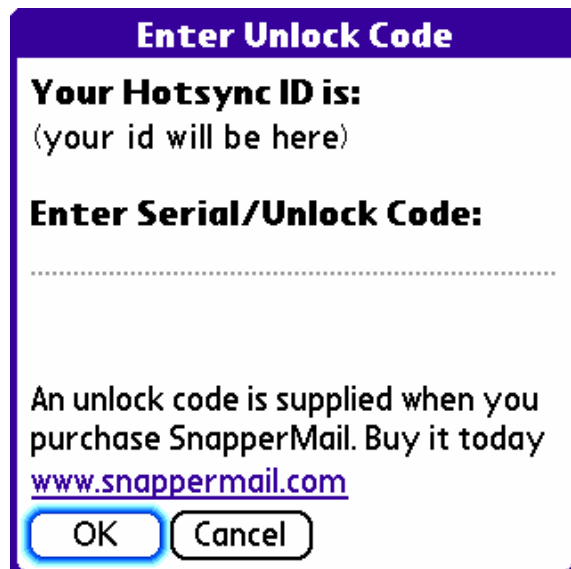 Enter Unlock Code
Your Hotsync ID is:
(your id will be here)
Enter Serial/Unlock Code:
An unlock code is supplied when you
purchase SnapperMail. Buy it today
www.snappermail.com
OK Cancel